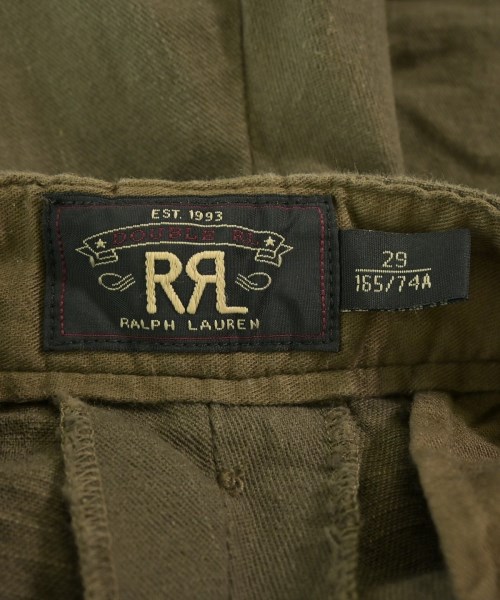 EST. 1993
DOUBLE RL
RRL
RALPH LAUREN
29
165/74A